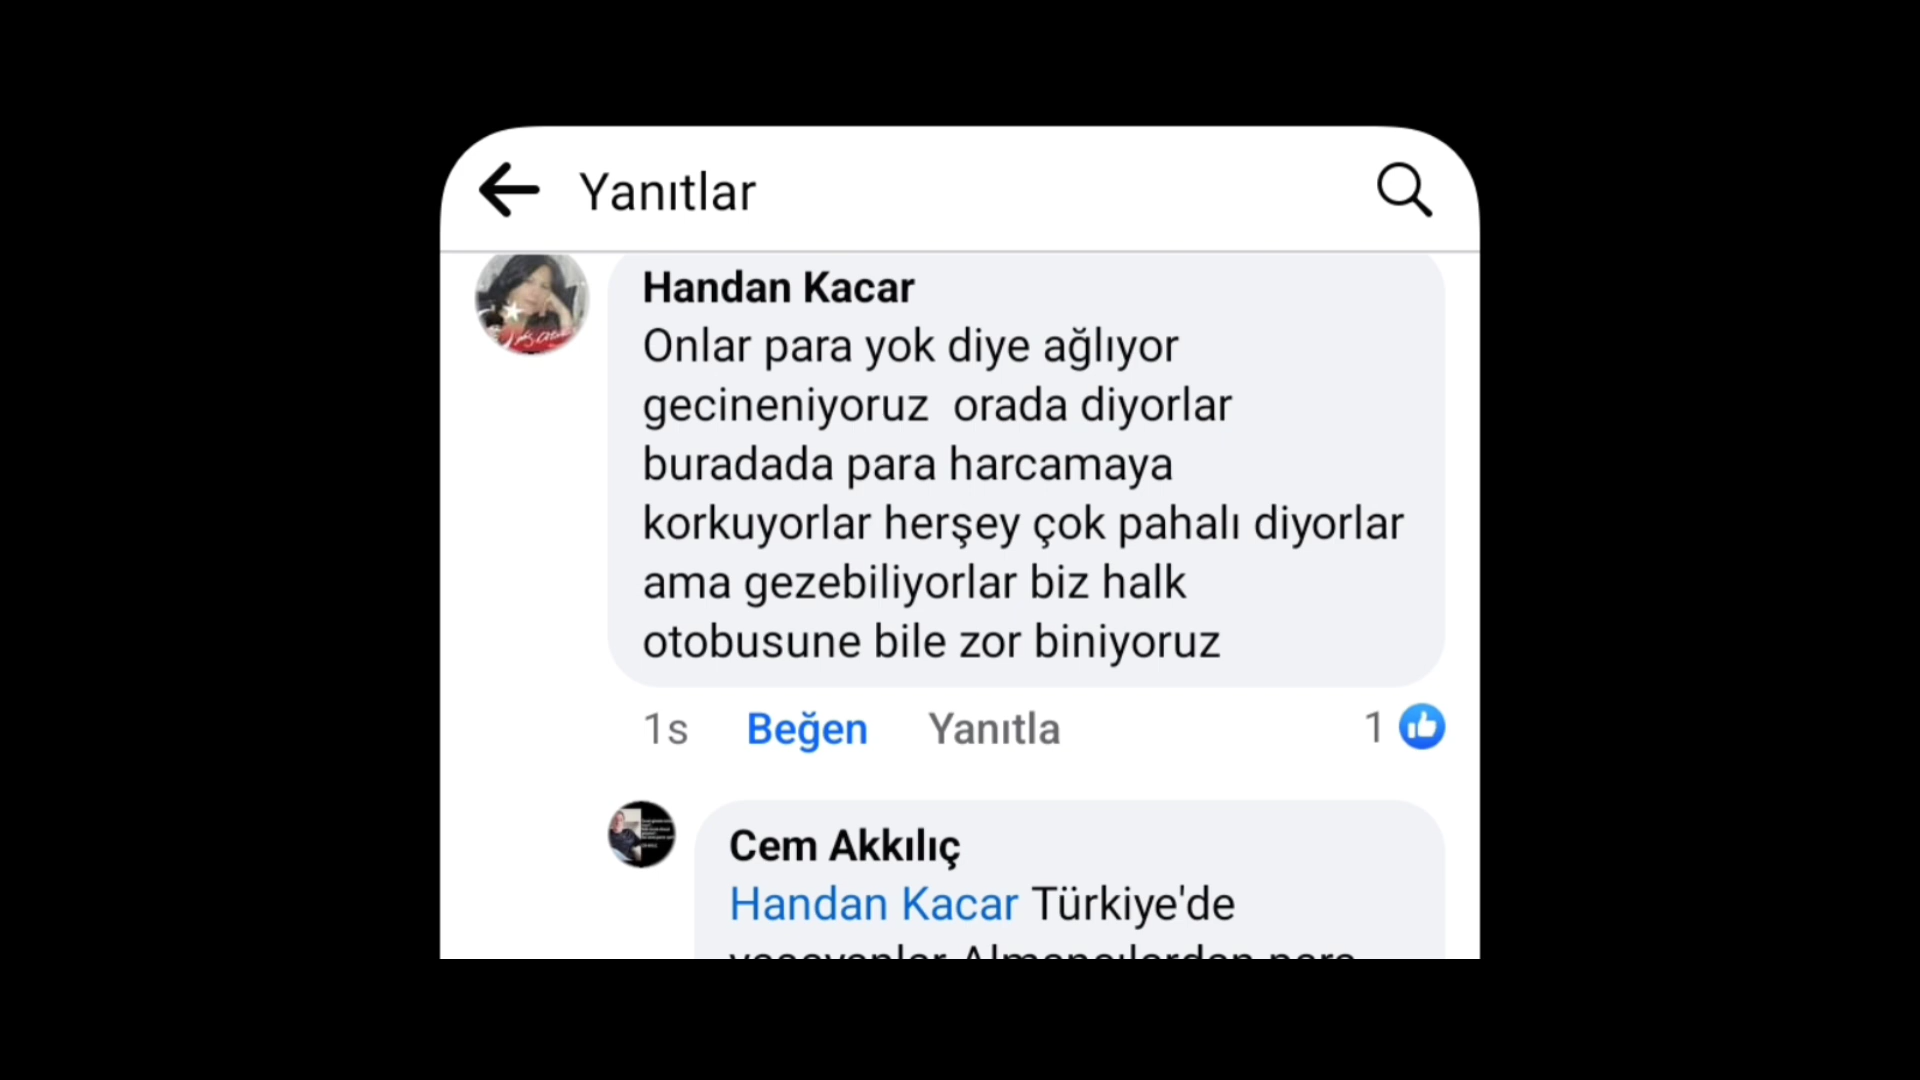 Yanıtlar
Handan Kacar
Onlar para yok diye ağlıyor
gecineniyoruz  orada diyorlar
buradada para harcamaya
korkuyorlar herşey çok pahalı diyorlar
ama gezebiliyorlar biz halk
otobusune bile zor biniyoruz
1s Beğen Yanıtla 1
Cem Akkılıç
Handan Kacar Türkiye'de